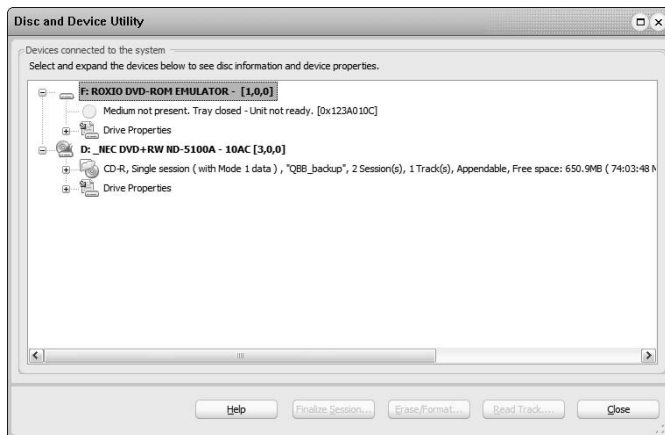 Disc and Device Utility
Devices connected to the system
Select and expand the devices below to see disc information and device properties.
F: ROXIO DVD-ROM EMULATOR - [1,0,0]
Medium not present. Tray closed - Unit not ready. [0x123A010C]
Drive Properties
D: _NEC DVD+RW ND-5100A - 10AC [3,0,0]
CD-R, Single session ( with Mode 1 data ) , "QBB_backup", 2 Session(s), 1 Track(s), Appendable, Free space: 650.9MB ( 74:03:48
Drive Properties
Help Finalize Session... Erase/Format... Read Track.... Close